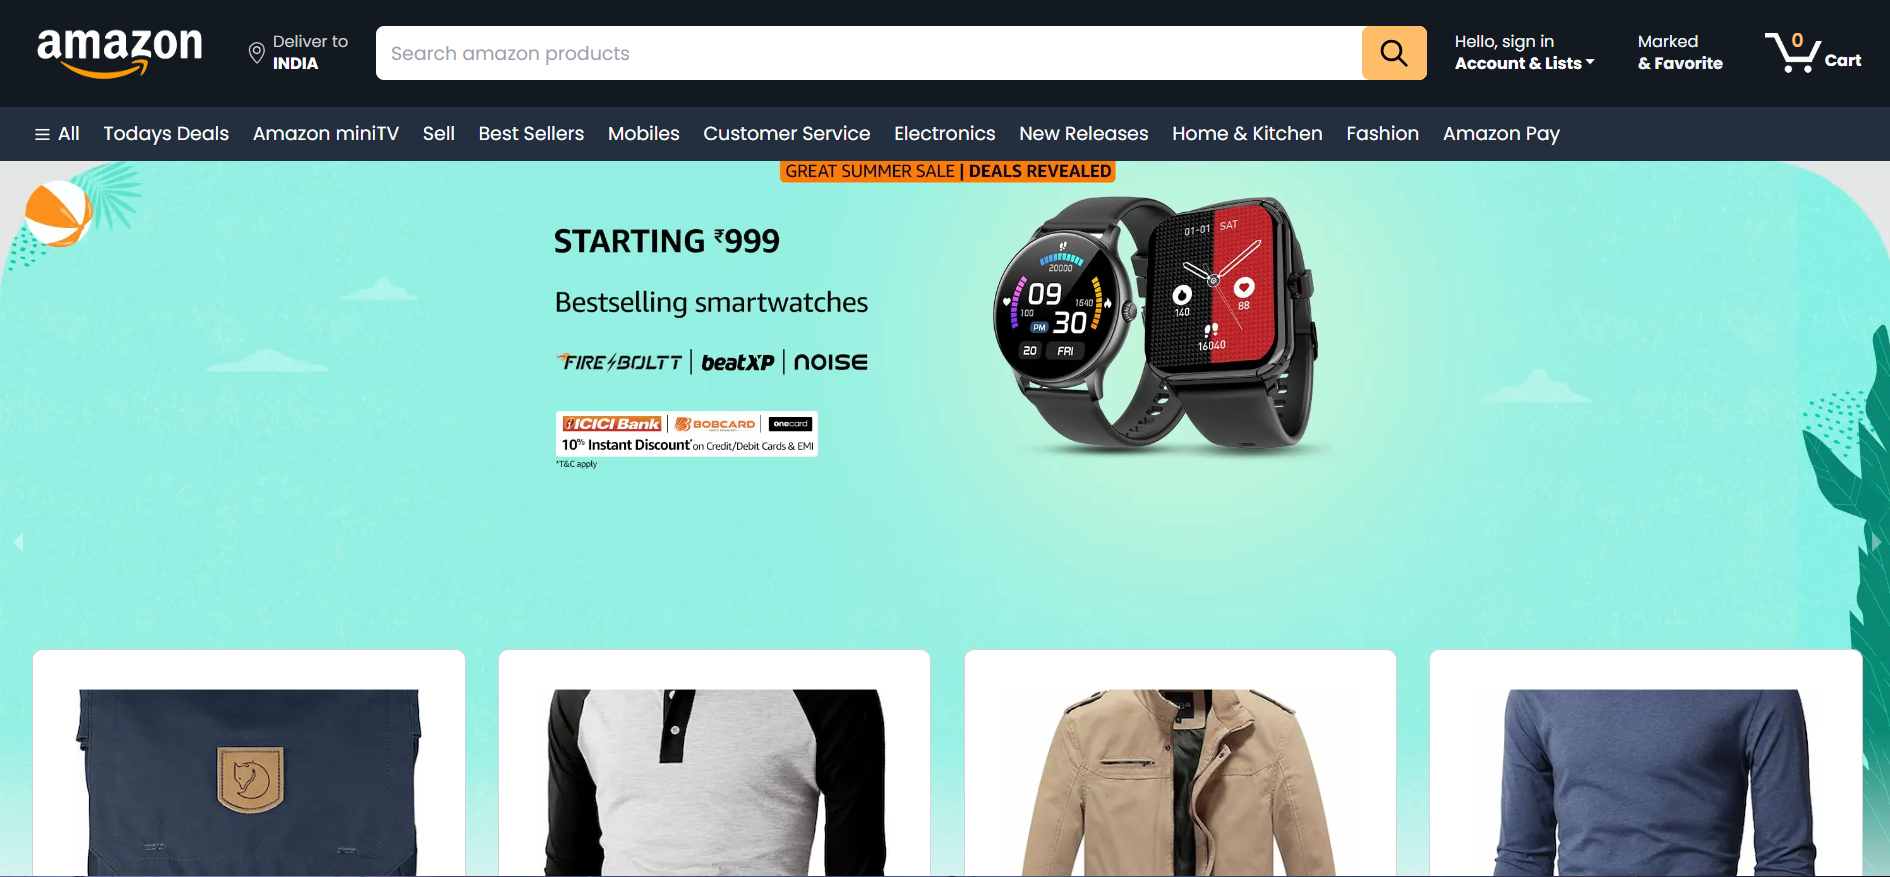 amazon
Deliver to
INDIA
Search amazon products
Hello, sign in
Account & Lists
Marked
& Favorite
0
Cart
All
Todays Deals
Amazon miniTV
Sell
Best Sellers
Mobiles
Customer Service
Electronics
New Releases
Home & Kitchen
Fashion
Amazon Pay
GREAT SUMMER SALE | DEALS REVEALED
STARTING ₹999
Bestselling smartwatches
FIRE-BOLTT | beatXP | NOISE
ICICI Bank | BOBCARD | onecard
10% Instant Discount* on Credit/Debit Cards & EMI
*T&C apply
20000
09
100
1640
PM 30
20 FRI
01-01 SAT
140
88
16040